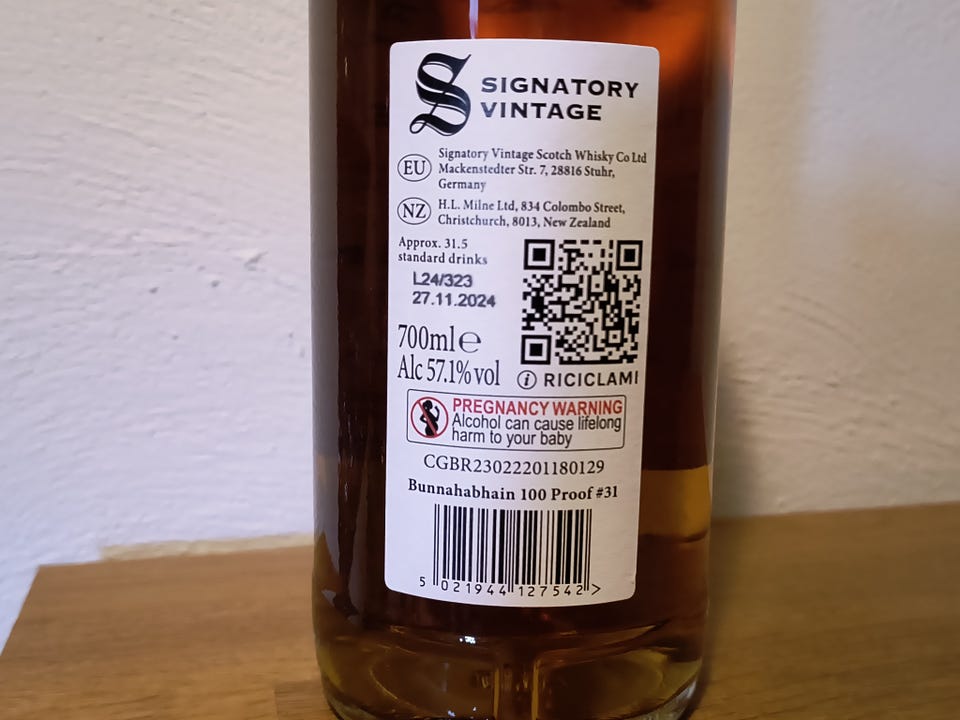 S SIGNATORY
VINTAGE
EU Signatory Vintage Scotch Whisky Co Ltd
Mackenstedter Str. 7, 28816 Stuhr,
Germany
NZ H.L. Milne Ltd, 834 Colombo Street,
Christchurch, 8013, New Zealand
Approx. 31.5
standard drinks
L24/323
27.11.2024
700ml ℮
Alc 57.1% vol
i RICICLAMI
PREGNANCY WARNING
Alcohol can cause lifelong
harm to your baby
CGBR23022201180129
Bunnahabhain 100 Proof #31
5 021944 127542 >